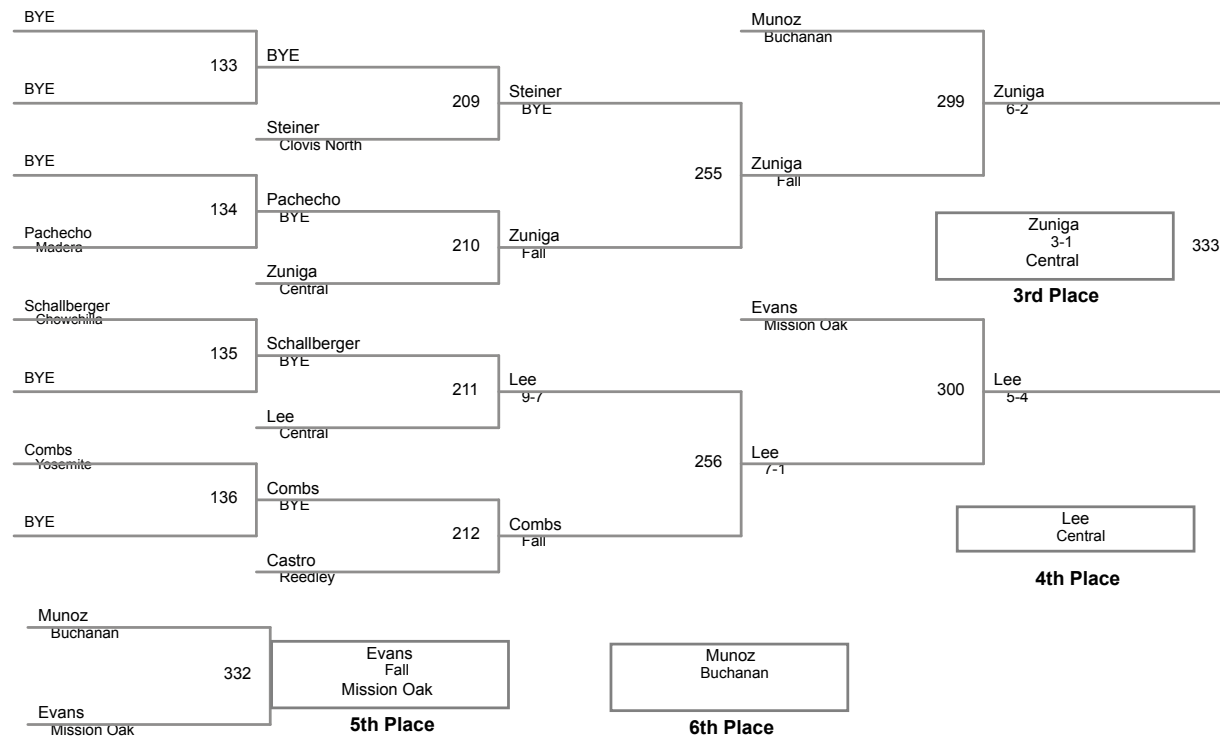 BYE
133
BYE
BYE
209
Steiner
BYE
Steiner
Clovis North
BYE
134
Pachecho
BYE
Pachecho
Madera
210
Zuniga
Fall
Zuniga
Central
255
Zuniga
Fall
Munoz
Buchanan
299
Zuniga
6-2
Zuniga
3-1
Central
333
3rd Place
Schallberger
Chowchilla
135
Schallberger
BYE
BYE
211
Lee
9-7
Lee
Central
Combs
Yosemite
136
Combs
BYE
BYE
212
Combs
Fall
Castro
Reedley
256
Lee
7-1
Evans
Mission Oak
300
Lee
5-4
Lee
Central
4th Place
Munoz
Buchanan
332
Evans
Mission Oak
Evans
Fall
Mission Oak
5th Place
Munoz
Buchanan
6th Place